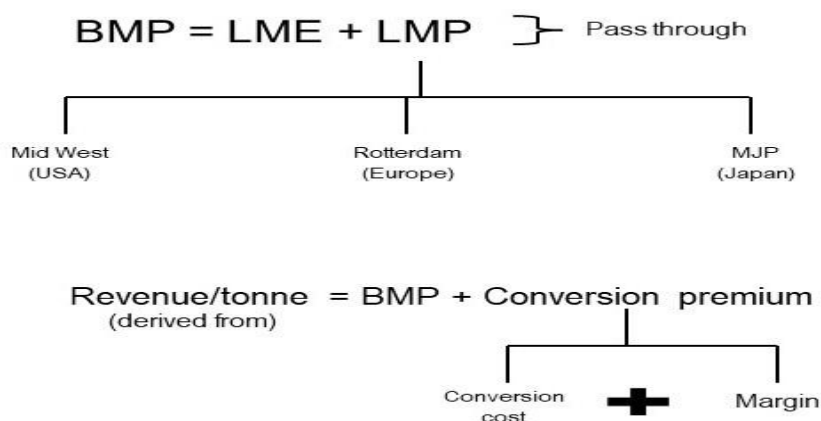 BMP = LME + LMP
Pass through
Mid West
(USA)
Rotterdam
(Europe)
MJP
(Japan)
Revenue/tonne = BMP + Conversion premium
(derived from)
Conversion
cost
Margin